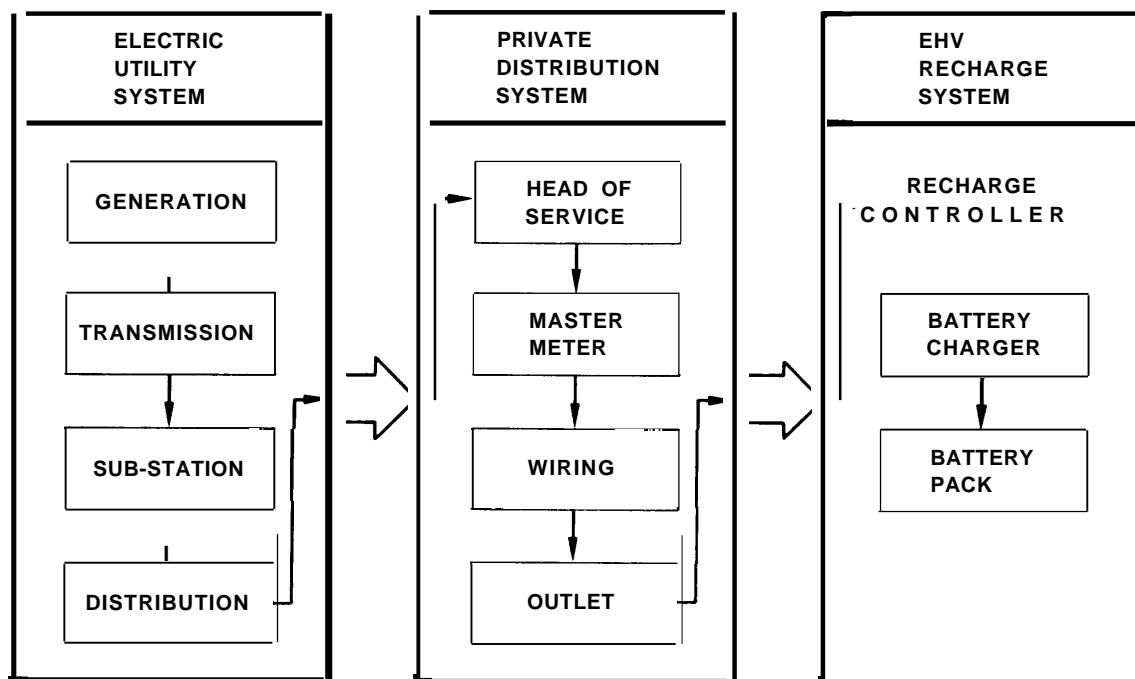 ELECTRIC
UTILITY
SYSTEM
GENERATION
TRANSMISSION
SUB-STATION
DISTRIBUTION
PRIVATE
DISTRIBUTION
SYSTEM
HEAD OF
SERVICE
MASTER
METER
WIRING
OUTLET
EHV
RECHARGE
SYSTEM
RECHARGE
CONTROLLER
BATTERY
CHARGER
BATTERY
PACK